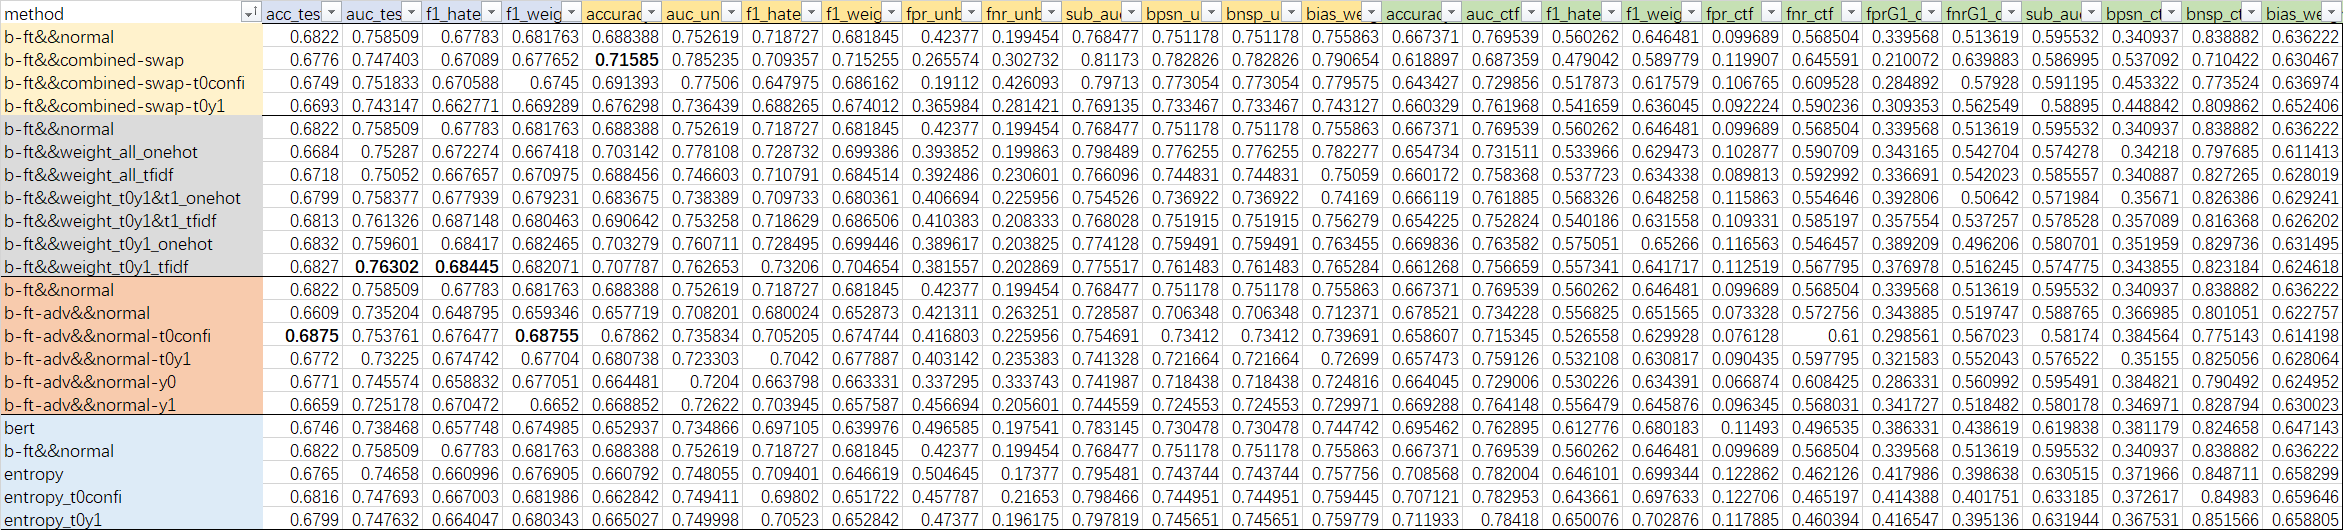 method acc_tes auc_tes f1_hate f1_weig accurac auc_un f1_hate f1_weig fpr_unb fnr_unb sub_au bpsn_u bnsp_u bias_we accurac auc_ctf f1_hate f1_weig fpr_ctf fnr_ctf fprG1_c fnrG1_c sub_au bpsn_ct bnsp_ct bias_we
b-ft&&normal 0.6822 0.758509 0.67783 0.681763 0.688388 0.752619 0.718727 0.681845 0.42377 0.199454 0.768477 0.751178 0.751178 0.755863 0.667371 0.769539 0.560262 0.646481 0.099689 0.568504 0.339568 0.513619 0.595532 0.340937 0.838882 0.636222
b-ft&&combined-swap 0.6776 0.747403 0.67089 0.677652 0.71585 0.785235 0.709357 0.715255 0.265574 0.302732 0.81173 0.782826 0.782826 0.790654 0.618897 0.687359 0.479042 0.589779 0.119907 0.645591 0.210072 0.639883 0.586995 0.537092 0.710422 0.630467
b-ft&&combined-swap-t0confi 0.6749 0.751833 0.670588 0.6745 0.691393 0.77506 0.647975 0.686162 0.19112 0.426093 0.79713 0.773054 0.773054 0.779575 0.643427 0.729856 0.517873 0.617579 0.106765 0.609528 0.284892 0.57928 0.591195 0.453322 0.773524 0.636974
b-ft&&combined-swap-t0y1 0.6693 0.743147 0.662771 0.669289 0.676298 0.736439 0.688265 0.674012 0.365984 0.281421 0.769135 0.733467 0.733467 0.743127 0.660329 0.761968 0.541659 0.636045 0.092224 0.590236 0.309353 0.562549 0.58895 0.448842 0.809862 0.652406
b-ft&&normal 0.6822 0.758509 0.67783 0.681763 0.688388 0.752619 0.718727 0.681845 0.42377 0.199454 0.768477 0.751178 0.751178 0.755863 0.667371 0.769539 0.560262 0.646481 0.099689 0.568504 0.339568 0.513619 0.595532 0.340937 0.838882 0.636222
b-ft&&weight_all_onehot 0.6684 0.75287 0.672274 0.667418 0.703142 0.778108 0.728732 0.699386 0.393852 0.199863 0.798489 0.776255 0.776255 0.782277 0.654734 0.731511 0.533966 0.629473 0.102877 0.590709 0.343165 0.542704 0.574278 0.34218 0.797685 0.611413
b-ft&&weight_all_tfidf 0.6718 0.75052 0.667657 0.670975 0.688456 0.746603 0.710791 0.684514 0.392486 0.230601 0.766096 0.744831 0.744831 0.75059 0.660172 0.758368 0.537723 0.634338 0.089813 0.592992 0.336691 0.542023 0.585557 0.340887 0.827265 0.628019
b-ft&&weight_t0y1&t1_onehot 0.6799 0.758377 0.677939 0.679231 0.683675 0.738389 0.709733 0.680361 0.406694 0.225956 0.754526 0.736922 0.736922 0.74169 0.666119 0.761885 0.568326 0.648258 0.115863 0.554646 0.392806 0.50642 0.571984 0.35671 0.826386 0.629241
b-ft&&weight_t0y1&t1_tfidf 0.6813 0.761326 0.687148 0.680463 0.690642 0.753258 0.718629 0.686506 0.410383 0.208333 0.768028 0.751915 0.751915 0.756279 0.654225 0.752824 0.540186 0.631558 0.109331 0.585197 0.357554 0.537257 0.578528 0.357089 0.816368 0.626202
b-ft&&weight_t0y1_onehot 0.6832 0.759601 0.68417 0.682465 0.703279 0.760711 0.728495 0.699446 0.389617 0.203825 0.774128 0.759491 0.759491 0.763455 0.669836 0.763582 0.575051 0.65266 0.116563 0.546457 0.389209 0.496206 0.580701 0.351959 0.829736 0.631495
b-ft&&weight_t0y1_tfidf 0.6827 0.76302 0.68445 0.682071 0.707787 0.762653 0.73206 0.704654 0.381557 0.202869 0.775517 0.761483 0.761483 0.765284 0.661268 0.756659 0.557341 0.641717 0.112519 0.567795 0.376978 0.516245 0.574775 0.343855 0.823184 0.624618
b-ft&&normal 0.6822 0.758509 0.67783 0.681763 0.688388 0.752619 0.718727 0.681845 0.42377 0.199454 0.768477 0.751178 0.751178 0.755863 0.667371 0.769539 0.560262 0.646481 0.099689 0.568504 0.339568 0.513619 0.595532 0.340937 0.838882 0.636222
b-ft-adv&&normal 0.6609 0.735204 0.648795 0.659346 0.657719 0.708201 0.680024 0.652873 0.421311 0.263251 0.728587 0.706348 0.706348 0.712371 0.678521 0.734228 0.556825 0.651565 0.073328 0.572756 0.343885 0.519747 0.588765 0.366985 0.801051 0.622757
b-ft-adv&&normal-t0confi 0.6875 0.753761 0.676477 0.68755 0.67862 0.735834 0.705205 0.674744 0.416803 0.225956 0.754691 0.73412 0.73412 0.739691 0.658607 0.715345 0.526558 0.629928 0.076128 0.61 0.298561 0.567023 0.58174 0.384564 0.775143 0.614198
b-ft-adv&&normal-t0y1 0.6772 0.73225 0.674742 0.67704 0.680738 0.723303 0.7042 0.677887 0.403142 0.235383 0.741328 0.721664 0.721664 0.72699 0.657473 0.759126 0.532108 0.630817 0.090435 0.597795 0.321583 0.552043 0.576522 0.35155 0.825056 0.628064
b-ft-adv&&normal-y0 0.6771 0.745574 0.658832 0.677051 0.664481 0.7204 0.663798 0.663331 0.337295 0.333743 0.741987 0.718438 0.718438 0.724816 0.664045 0.729006 0.530226 0.634391 0.066874 0.608425 0.286331 0.560992 0.595491 0.384821 0.790492 0.624952
b-ft-adv&&normal-y1 0.6659 0.725178 0.670472 0.6652 0.668852 0.72622 0.703945 0.657587 0.456694 0.205601 0.744559 0.724553 0.724553 0.729971 0.669288 0.764148 0.556479 0.645876 0.096345 0.568031 0.341727 0.518482 0.580178 0.346971 0.828794 0.630023
bert 0.6746 0.738468 0.657748 0.674985 0.652937 0.734866 0.697105 0.639976 0.496585 0.197541 0.783145 0.730478 0.730478 0.744742 0.695462 0.762895 0.612776 0.680183 0.11493 0.496535 0.386331 0.438619 0.619838 0.381179 0.824658 0.647143
b-ft&&normal 0.6822 0.758509 0.67783 0.681763 0.688388 0.752619 0.718727 0.681845 0.42377 0.199454 0.768477 0.751178 0.751178 0.755863 0.667371 0.769539 0.560262 0.646481 0.099689 0.568504 0.339568 0.513619 0.595532 0.340937 0.838882 0.636222
entropy 0.6765 0.74658 0.660996 0.676905 0.660792 0.748055 0.709401 0.646619 0.504645 0.17377 0.795481 0.743744 0.743744 0.757756 0.708568 0.782004 0.646101 0.699344 0.122862 0.462126 0.417986 0.398638 0.630515 0.371966 0.848711 0.658299
entropy_t0confi 0.6816 0.747693 0.667003 0.681986 0.662842 0.749411 0.69802 0.651722 0.457787 0.21653 0.798466 0.744951 0.744951 0.759445 0.707121 0.782953 0.643661 0.697633 0.122706 0.465197 0.414388 0.401751 0.633185 0.372617 0.84983 0.659646
entropy_t0y1 0.6799 0.747632 0.664047 0.680343 0.665027 0.749998 0.70523 0.652842 0.47377 0.196175 0.797819 0.745651 0.745651 0.759779 0.711933 0.78418 0.650076 0.702876 0.117885 0.460394 0.416547 0.395136 0.631944 0.367531 0.851566 0.658805